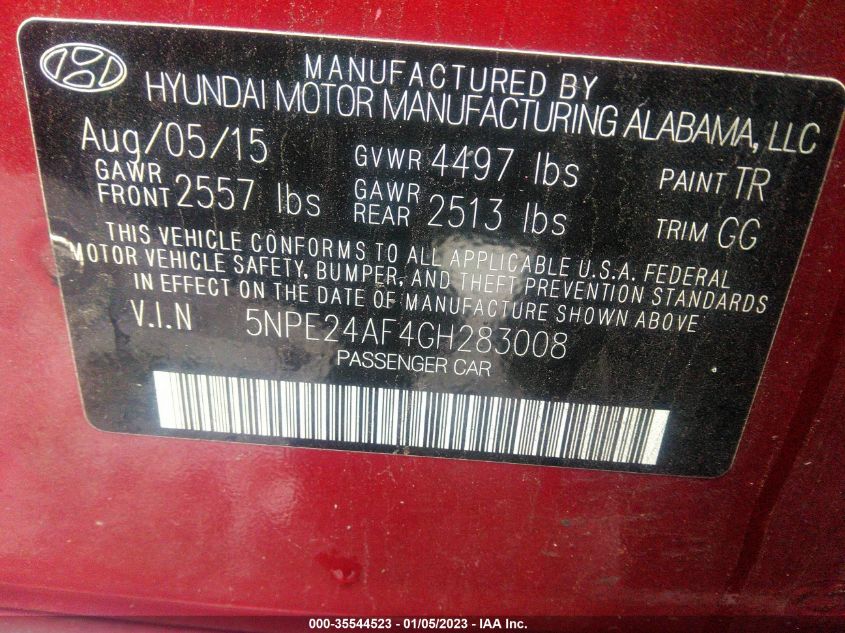 MANUFACTURED BY
HYUNDAI MOTOR MANUFACTURING ALABAMA, LLC
Aug/05/15 GVWR 4497 lbs PAINT TR
GAWR FRONT 2557 lbs GAWR REAR 2513 lbs TRIM GG
THIS VEHICLE CONFORMS TO ALL APPLICABLE U.S.A. FEDERAL
MOTOR VEHICLE SAFETY, BUMPER, AND THEFT PREVENTION STANDARDS
IN EFFECT ON THE DATE OF MANUFACTURE SHOWN ABOVE
V.I.N 5NPE24AF4GH283008
PASSENGER CAR
000-35544523 - 01/05/2023 - IAA Inc.